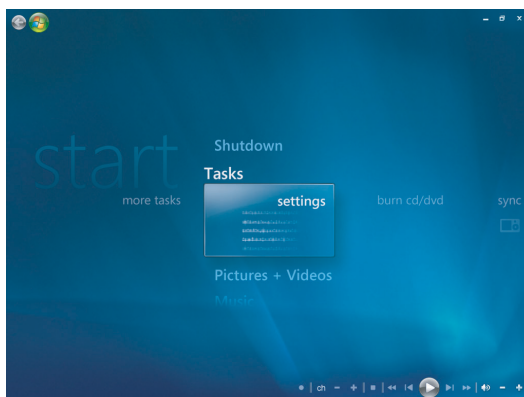 start
Shutdown
Tasks
more tasks
settings
burn cd/dvd
sync
Pictures + Videos
Music
ch